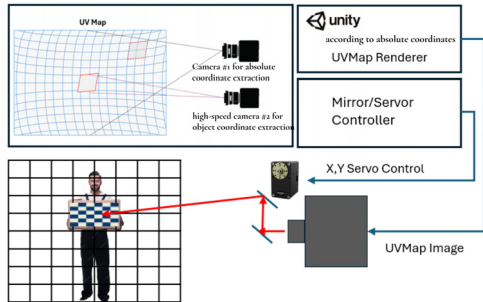 UV Map
Camera #1 for absolute
coordinate extraction
high-speed camera #2 for
object coordinate extraction
unity
according to absolute coordinates
UVMap Renderer
Mirror/Servor
Controller
X,Y Servo Control
UVMap Image